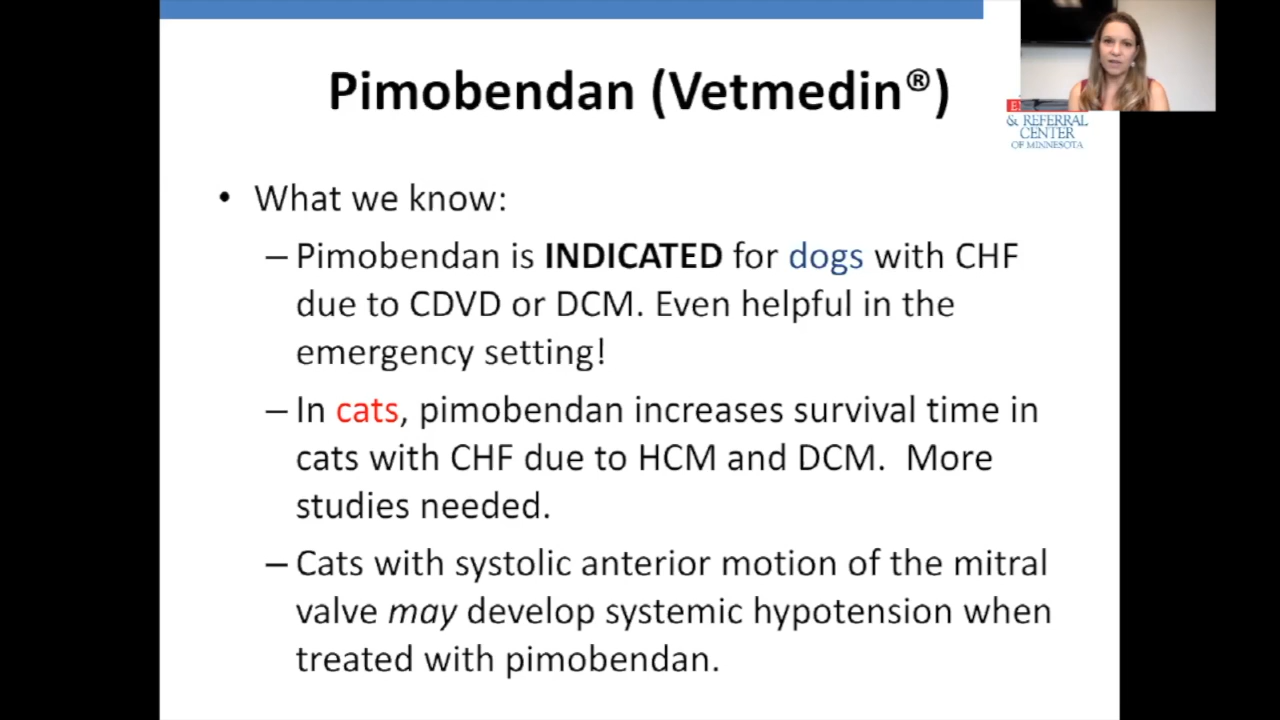 Pimobendan (Vetmedin®)
& REFERRAL
CENTER
OF MINNESOTA
• What we know:
– Pimobendan is INDICATED for dogs with CHF
due to CDVD or DCM. Even helpful in the
emergency setting!
– In cats, pimobendan increases survival time in
cats with CHF due to HCM and DCM.  More
studies needed.
– Cats with systolic anterior motion of the mitral
valve may develop systemic hypotension when
treated with pimobendan.